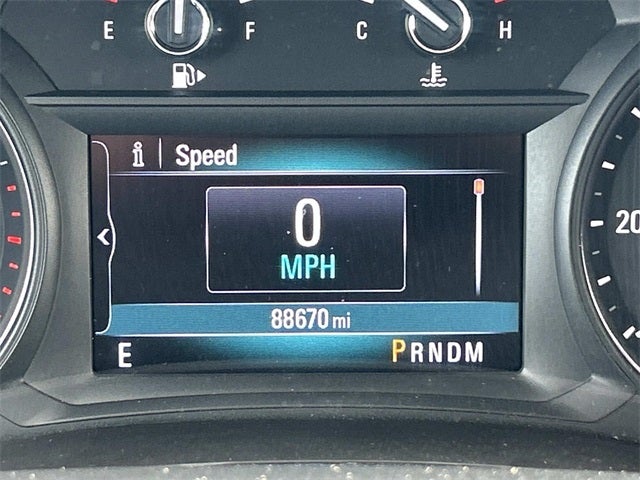 E F C H
i Speed
0
MPH
88670 mi
E PRNDM
20